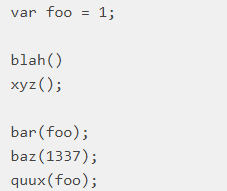 var foo = 1;
blah()
xyz();
bar(foo);
baz(1337);
quux(foo);